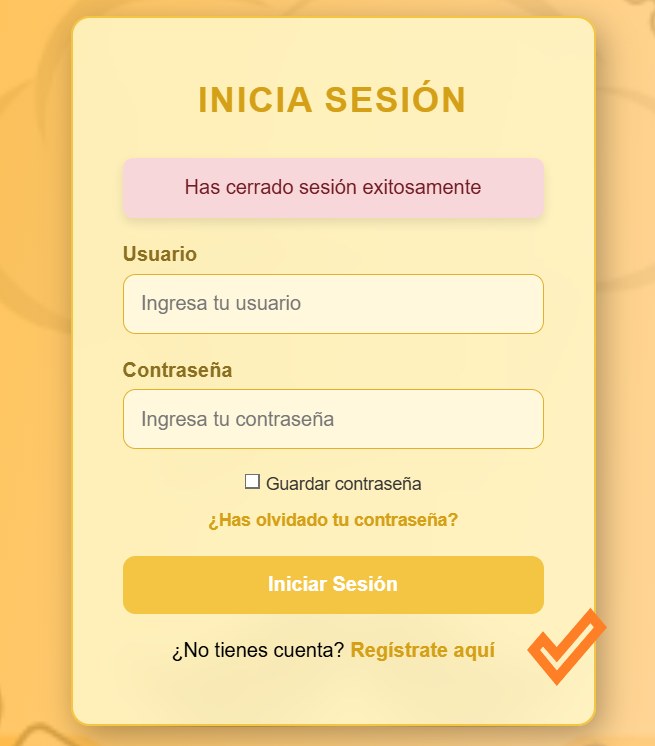 INICIA SESIÓN
Has cerrado sesión exitosamente
Usuario
Ingresa tu usuario
Contraseña
Ingresa tu contraseña
Guardar contraseña
¿Has olvidado tu contraseña?
Iniciar Sesión
¿No tienes cuenta? Regístrate aquí